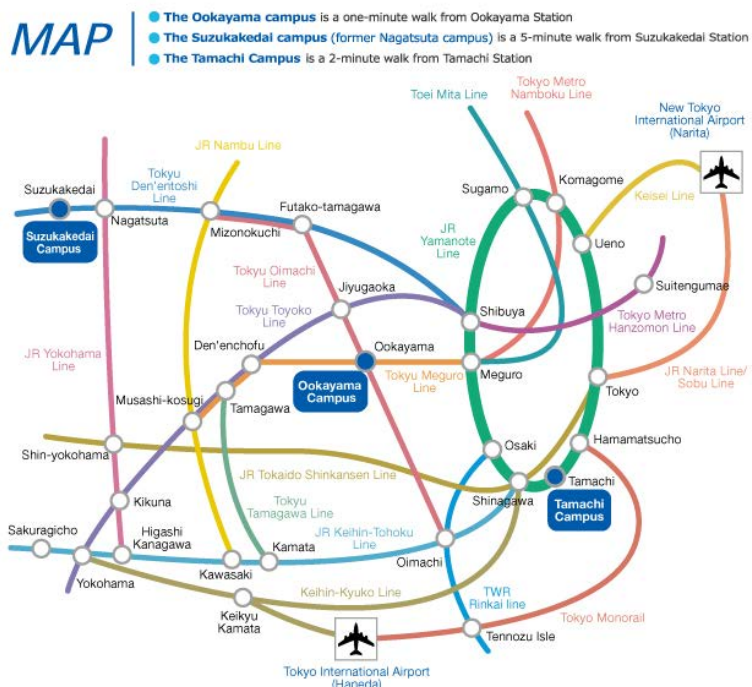 MAP
The Ookayama campus is a one-minute walk from Ookayama Station
The Suzukakedai campus (former Nagatsuta campus) is a 5-minute walk from Suzukakedai Station
The Tamachi Campus is a 2-minute walk from Tamachi Station
Toei Mita Line
Tokyo Metro
Namboku Line
New Tokyo
International Airport
(Narita)
JR Nambu Line
Tokyu
Den'entoshi
Line
Suzukakedai
Nagatsuta
Suzukakedai
Campus
Mizonokuchi
Futako-tamagawa
Sugamo
Komagome
Keisei Line
JR
Yamanote
Line
Ueno
Tokyu Oimachi
Line
Jiyugaoka
Suitengumae
Tokyu Toyoko
Line
Shibuya
Tokyo Metro
Hanzomon Line
JR Yokohama
Line
Den'enchofu
Ookayama
Ookayama
Campus
Tokyu Meguro
Line
Meguro
JR Narita Line/
Sobu Line
Tokyo
Musashi-kosugi
Tamagawa
Shin-yokohama
Osaki
Hamamatsucho
JR Tokaido Shinkansen Line
Shinagawa
Tamachi
Tamachi
Campus
Kikuna
Tokyu
Tamagawa Line
Sakuragicho
Higashi
Kanagawa
JR Keihin-Tohoku
Line
Kamata
Oimachi
Yokohama
Kawasaki
Keihin-Kyuko Line
TWR
Rinkai line
Keikyu
Kamata
Tokyo Monorail
Tennozu Isle
Tokyo International Airport
(Haneda)